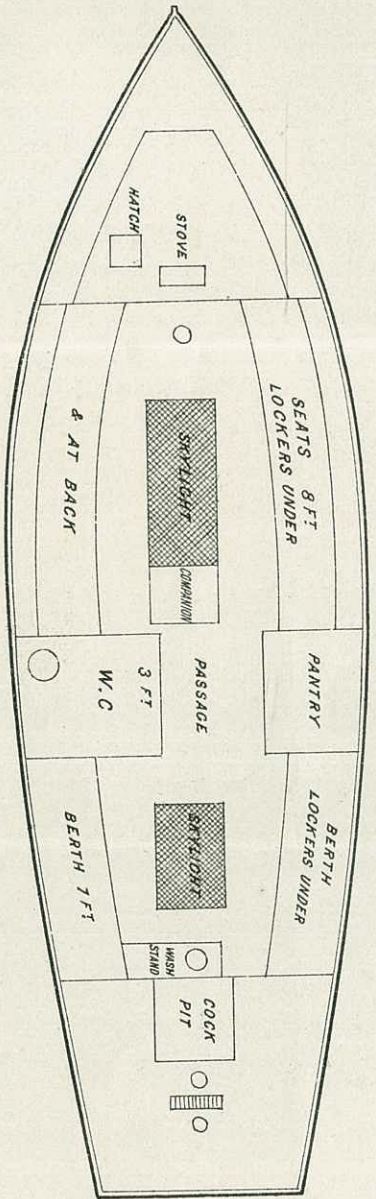 HATCH
STOVE
SEATS 8 FT
LOCKERS UNDER
SKYLIGHT
& AT BACK
COMPANION
PASSAGE
PANTRY
3 FT
W.C
BERTH
LOCKERS UNDER
SKYLIGHT
BERTH 7 FT
WASH
STAND
COCK
PIT